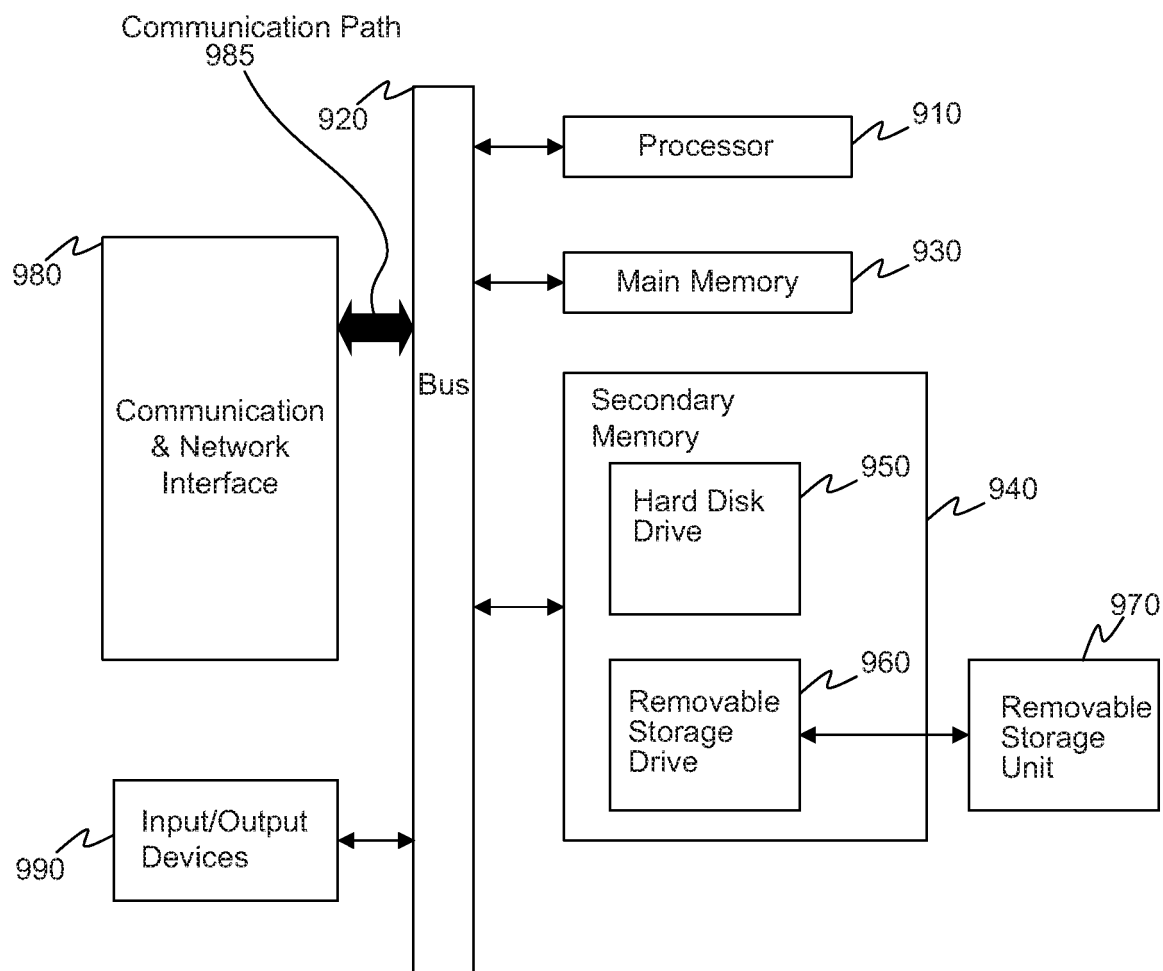 Communication Path
985
920
910
Processor
980
930
Main Memory
Bus
Communication
& Network
Interface
Secondary
Memory
950
Hard Disk
Drive
940
970
960
Removable
Storage
Drive
Removable
Storage
Unit
990
Input/Output
Devices